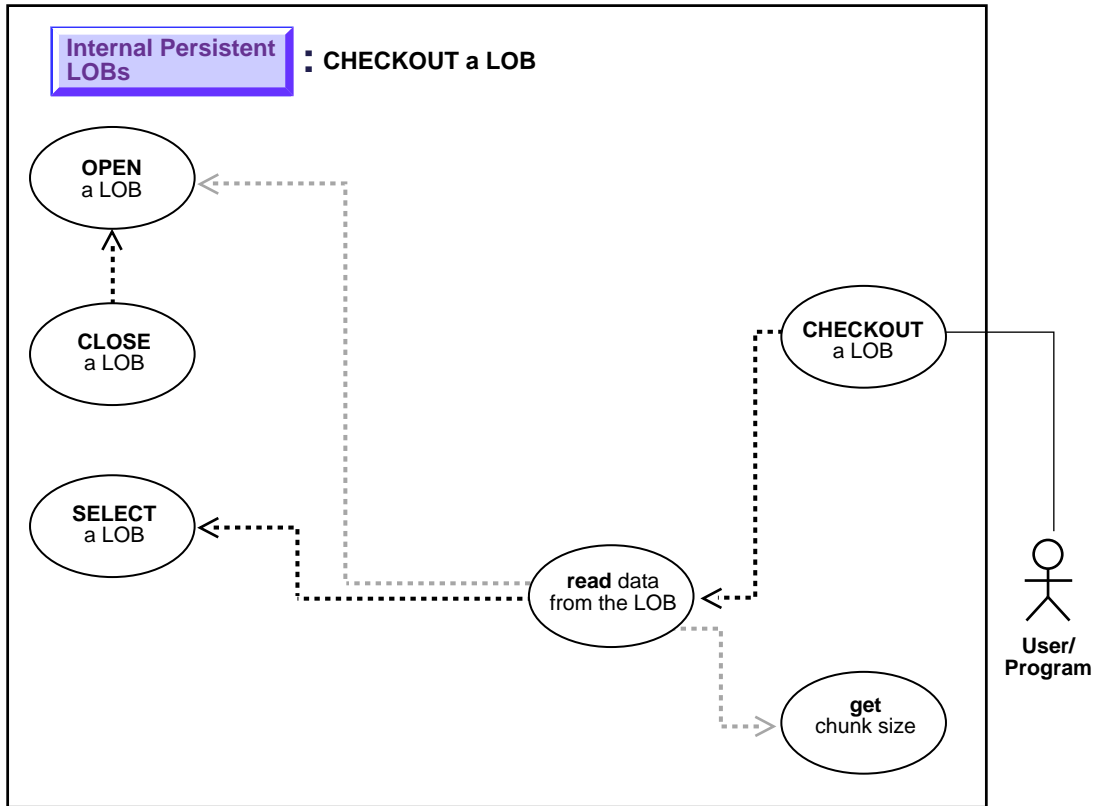 Internal Persistent
LOBs
: CHECKOUT a LOB
OPEN
a LOB
CLOSE
a LOB
CHECKOUT
a LOB
SELECT
a LOB
read data
from the LOB
User/
Program
get
chunk size